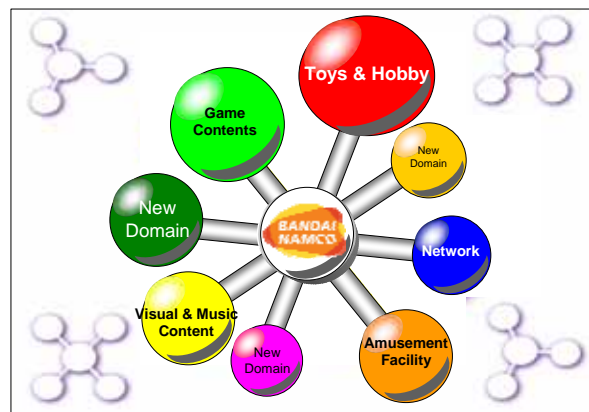 Toys & Hobby
Game
Contents
New
Domain
New
Domain
BANDAI
NAMCO
Network
Visual & Music
Content
New
Domain
Amusement
Facility